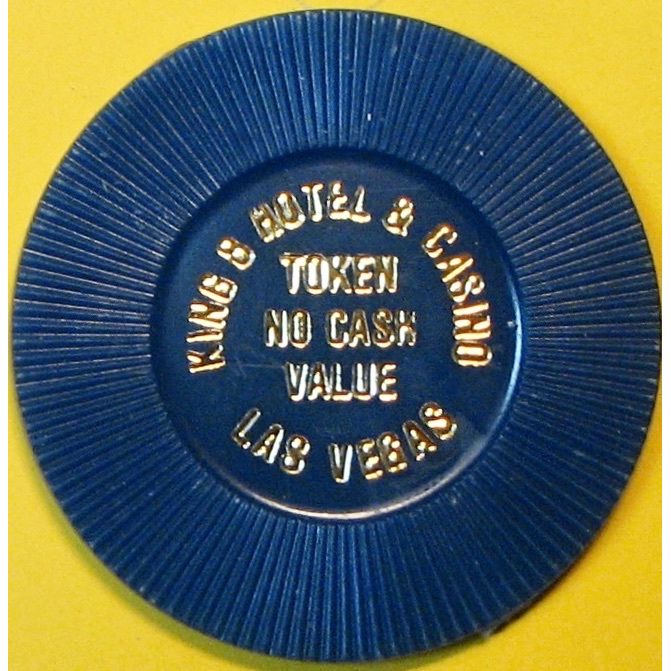 KING 8 HOTEL & CASINO
TOKEN
NO CASH
VALUE
LAS VEGAS